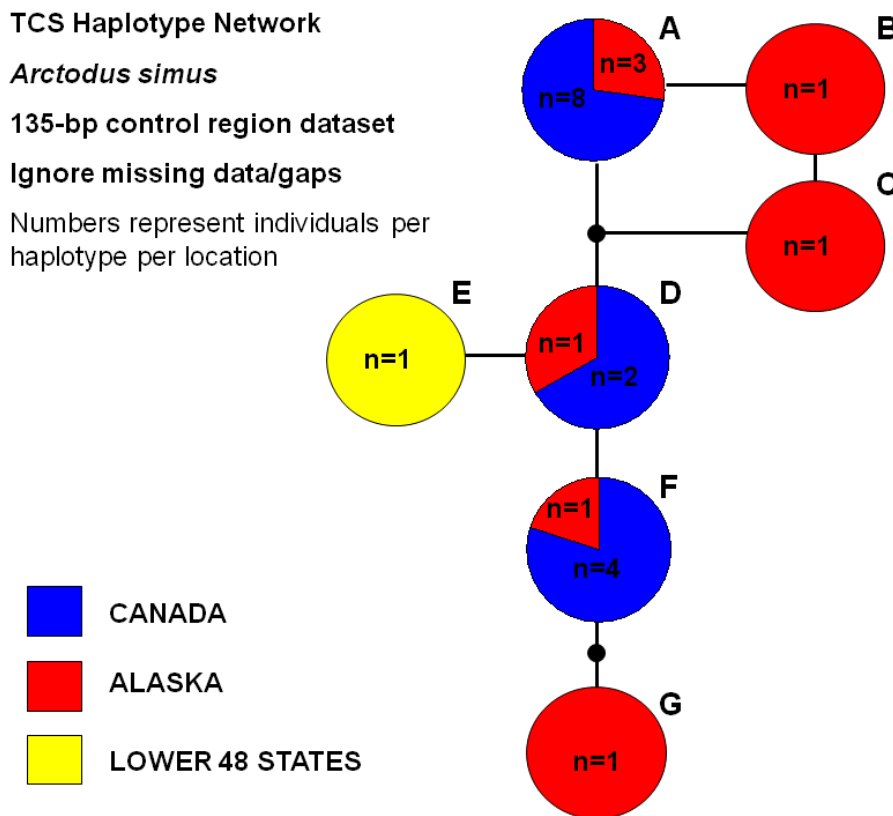 TCS Haplotype Network
Arctodus simus
135-bp control region dataset
Ignore missing data/gaps
Numbers represent individuals per
haplotype per location
A
n=3
n=8
B
n=1
C
n=1
D
n=1
n=2
E
n=1
F
n=1
n=4
G
n=1
CANADA
ALASKA
LOWER 48 STATES